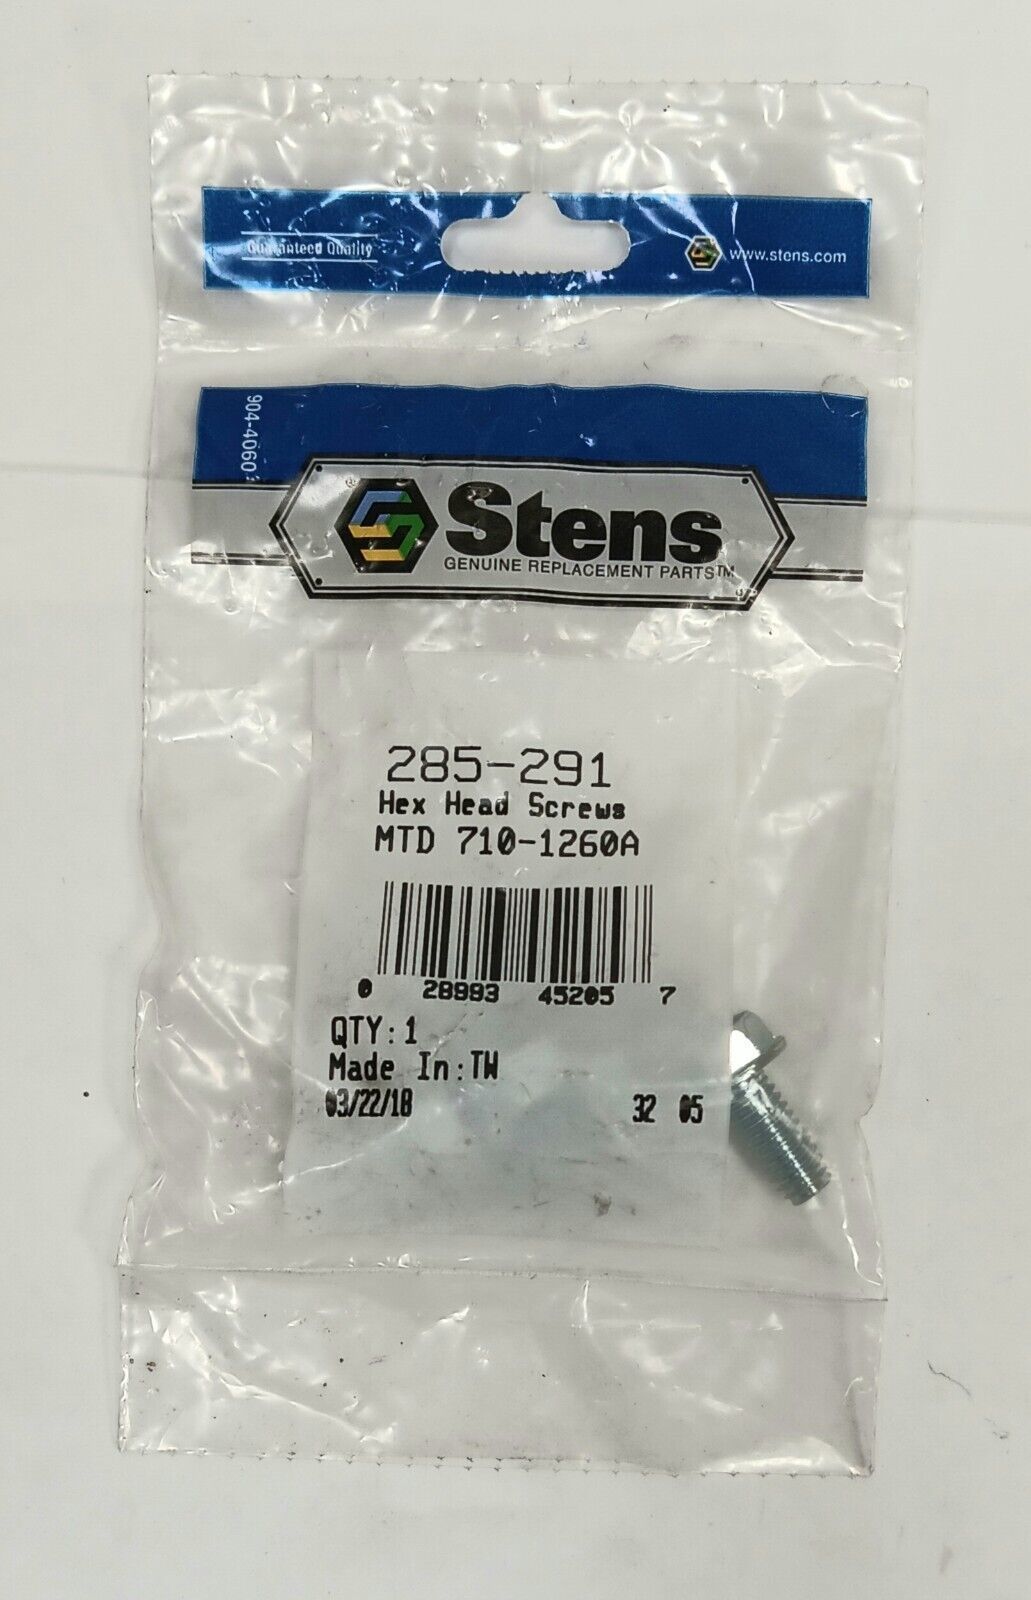 Guaranteed Quality
www.stens.com
904-4060
®
Stens
GENUINE REPLACEMENT PARTS™
285-291
Hex Head Screws
MTD 710-1260A
0 28993 45205 7
QTY:1
Made In:TW
03/22/18 32 05